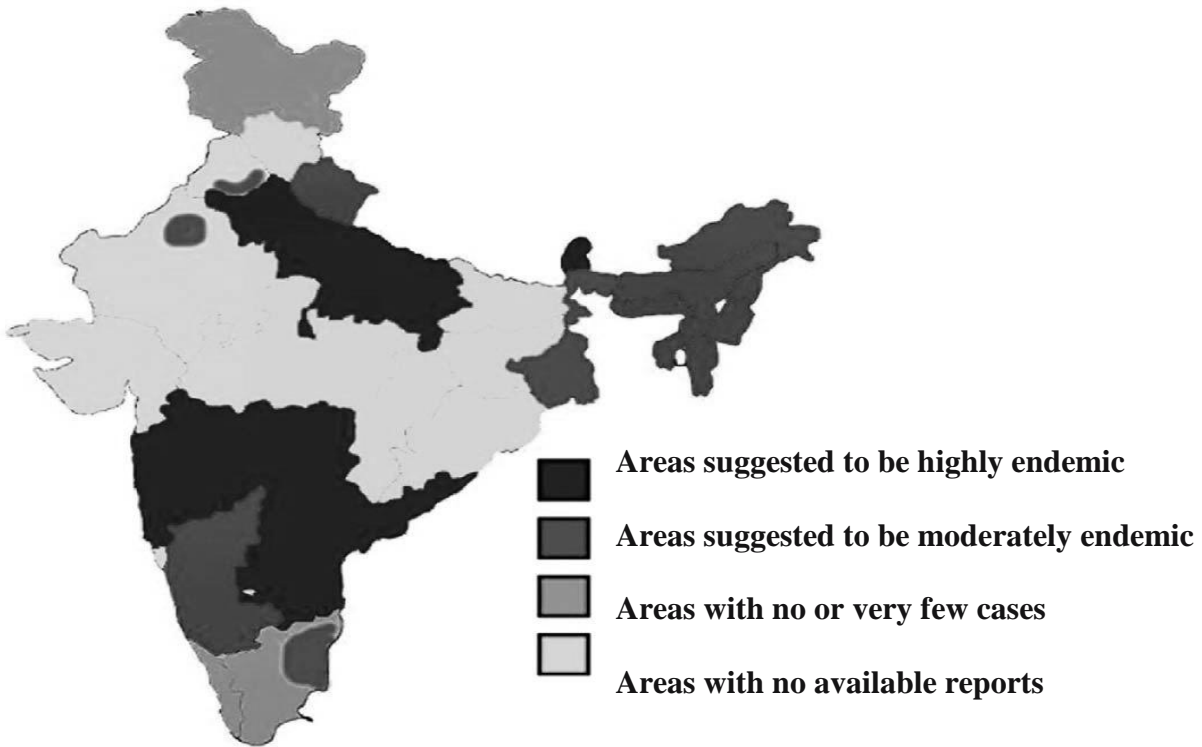 Areas suggested to be highly endemic
Areas suggested to be moderately endemic
Areas with no or very few cases
Areas with no available reports